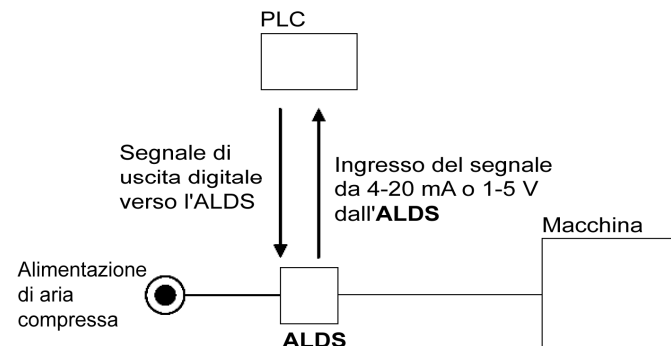 PLC
Segnale di
uscita digitale
verso l'ALDS
Ingresso del segnale
da 4-20 mA o 1-5 V
dall'ALDS
Macchina
Alimentazione
di aria
compressa
ALDS